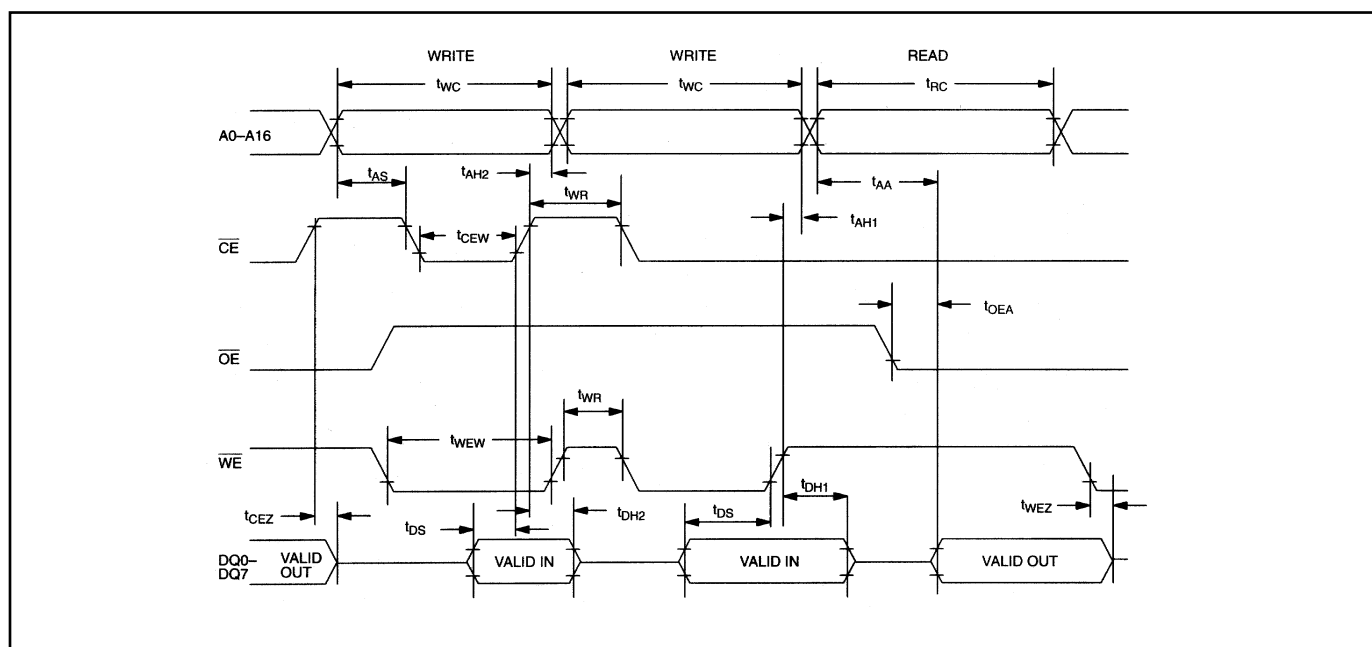 WRITE WRITE READ
tWC tWC tRC
A0–A16
tAS tAH2 tWR tAA
tAH1
CE tCEW
tOEA
OE
tWR
tWEW
WE
tDH1
tCEZ tDS tDH2 tDS tWEZ
DQ0–DQ7 VALID OUT VALID IN VALID IN VALID OUT